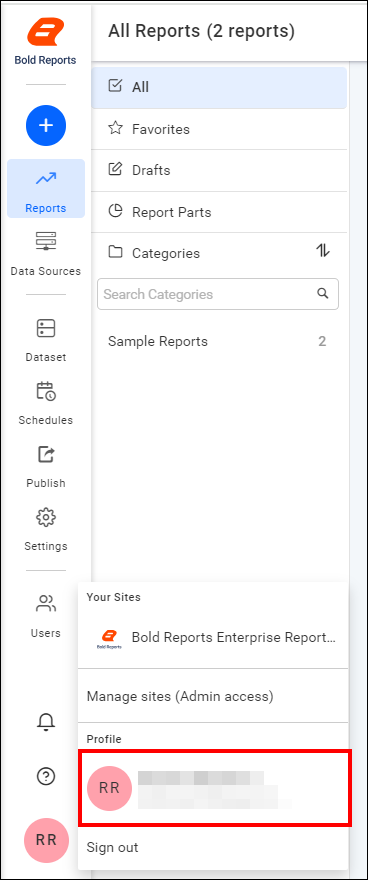 Bold Reports
All Reports (2 reports)
All
Favorites
Drafts
Report Parts
Categories
Search Categories
Sample Reports 2
Reports
Data Sources
Dataset
Schedules
Publish
Settings
Users
Your Sites
Bold Reports
Bold Reports Enterprise Report...
Manage sites (Admin access)
Profile
RR
Sign out
RR